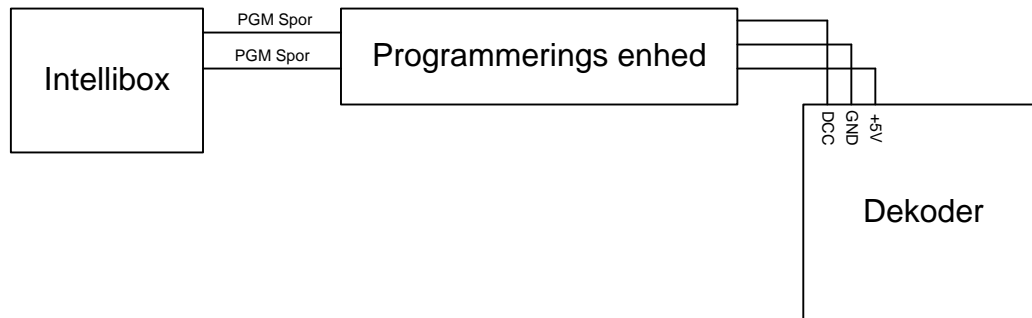 PGM Spor
PGM Spor
Intellibox
Programmerings enhed
DCC
GND
+5V
Dekoder